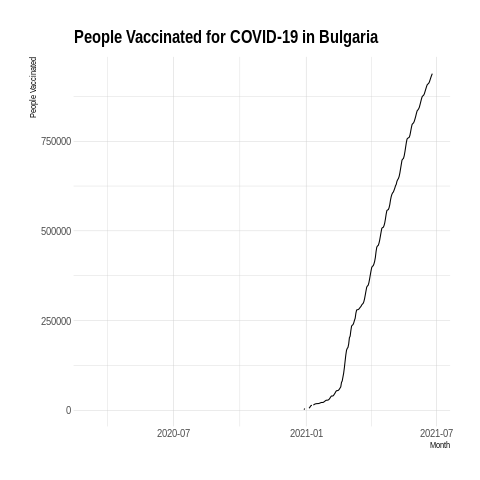 People Vaccinated for COVID-19 in Bulgaria
People Vaccinated
750000
500000
250000
0
2020-07
2021-01
2021-07
Month